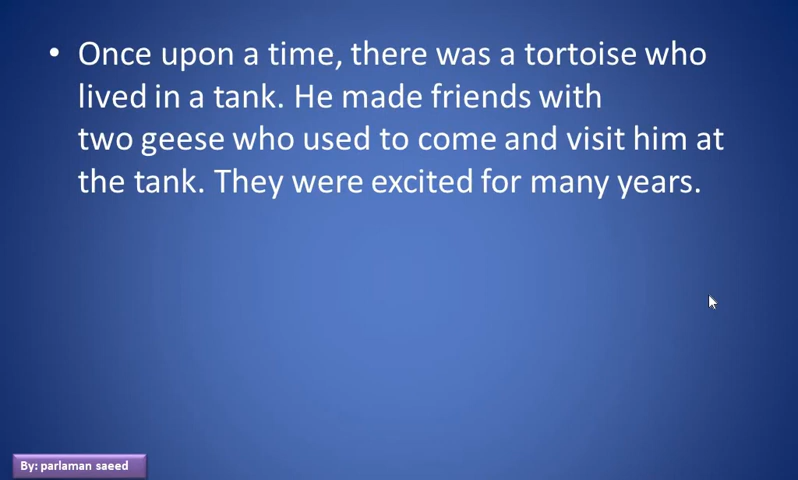 • Once upon a time, there was a tortoise who
lived in a tank. He made friends with
two geese who used to come and visit him at
the tank. They were excited for many years.
By: parlaman saeed